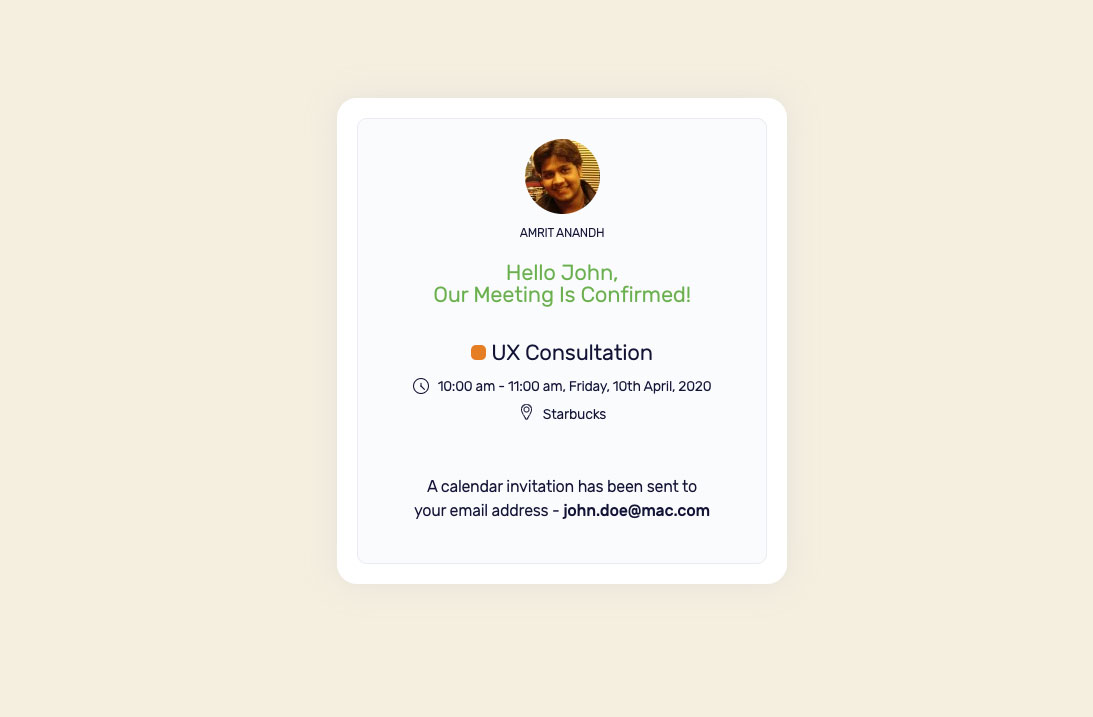 AMRIT ANANDH
Hello John,
Our Meeting Is Confirmed!
UX Consultation
10:00 am - 11:00 am, Friday, 10th April, 2020
Starbucks
A calendar invitation has been sent to
your email address - john.doe@mac.com